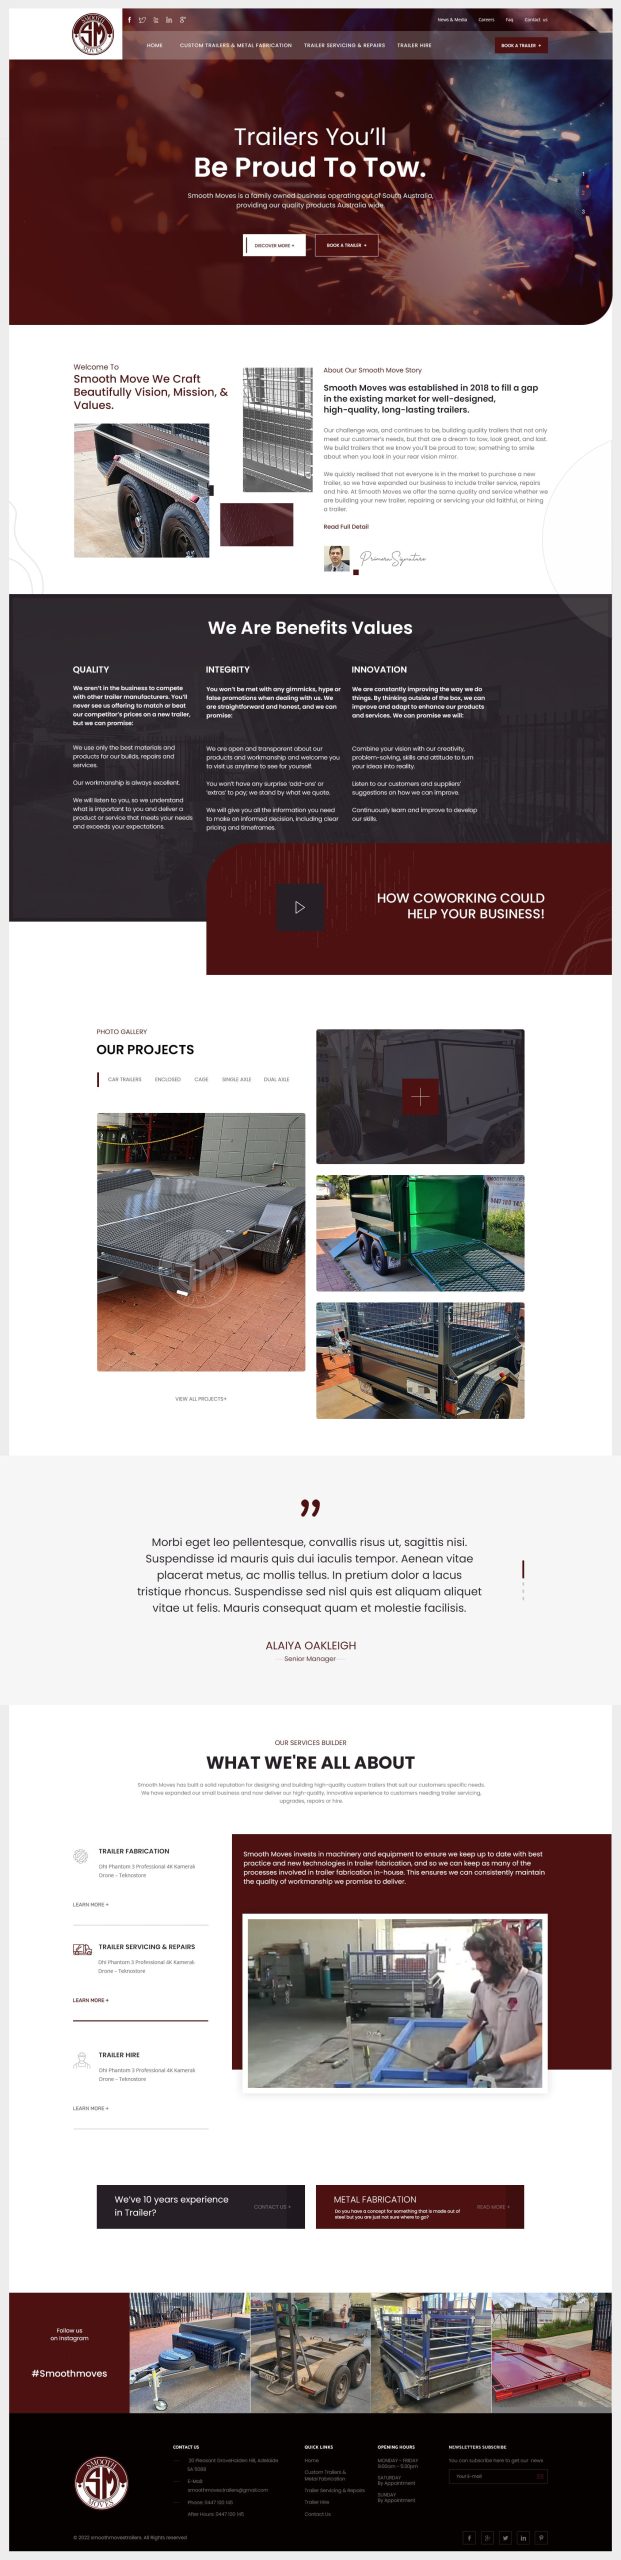 SMOOTH
SM
MOVES
News & Media Careers Faq Contact us
HOME CUSTOM TRAILERS & METAL FABRICATION TRAILER SERVICING & REPAIRS TRAILER HIRE
BOOK A TRAILER +
Trailers You'll
Be Proud To Tow.
Smooth Moves is a family owned business operating out of South Australia,
providing our quality products Australia wide.
DISCOVER MORE +
BOOK A TRAILER +
1
2
3
Welcome To
Smooth Move We Craft
Beautifully Vision, Mission, &
Values.
About Our Smooth Move Story
Smooth Moves was established in 2018 to fill a gap
in the existing market for well-designed,
high-quality, long-lasting trailers.
Our challenge was, and continues to be, building quality trailers that not only
meet our customer's needs, but that are a dream to tow, look great, and last.
We build trailers that we know you'll be proud to tow; something to smile
about when you look in your rear vision mirror.
We quickly realised that not everyone is in the market to purchase a new
trailer, so we have expanded our business to include trailer service, repairs
and hire. At Smooth Moves we offer the same quality and service whether we
are building your new trailer, repairing or servicing your old faithful, or hiring
a trailer.
Read Full Detail
Primera Signature
We Are Benefits Values
QUALITY
We aren't in the business to compete
with other trailer manufacturers. You'll
never see us offering to match or beat
our competitor's prices on a new trailer,
but we can promise:
We use only the best materials and
products for our builds, repairs and
services.
Our workmanship is always excellent.
We will listen to you, so we understand
what is important to you and deliver a
product or service that meets your needs
and exceeds your expectations.
INTEGRITY
You won't be met with any gimmicks, hype or
false promotions when dealing with us. We
are straightforward and honest, and we can
promise:
We are open and transparent about our
products and workmanship and welcome you
to visit us anytime to see for yourself.
You won't have any surprise 'add-ons' or
'extras' to pay; we stand by what we quote.
We will give you all the information you need
to make an informed decision, including clear
pricing and timeframes.
INNOVATION
We are constantly improving the way we do
things. By thinking outside of the box, we can
improve and adapt to enhance our products
and services. We can promise we will:
Combine your vision with our creativity,
problem-solving, skills and attitude to turn
your ideas into reality.
Listen to our customers and suppliers'
suggestions on how we can improve.
Continuously learn and improve to develop
our skills.
HOW COWORKING COULD
HELP YOUR BUSINESS!
PHOTO GALLERY
OUR PROJECTS
CAR TRAILERS ENCLOSED CAGE SINGLE AXLE DUAL AXLE
VIEW ALL PROJECTS+
Morbi eget leo pellentesque, convallis risus ut, sagittis nisi.
Suspendisse id mauris quis dui iaculis tempor. Aenean vitae
placerat metus, ac mollis tellus. In pretium dolor a lacus
tristique rhoncus. Suspendisse sed nisl quis est aliquam aliquet
vitae ut felis. Mauris consequat quam et molestie facilisis.
ALAIYA OAKLEIGH
Senior Manager
OUR SERVICES BUILDER
WHAT WE'RE ALL ABOUT
Smooth Moves has built a solid reputation for designing and building high-quality custom trailers that suit our customers specific needs.
We have expanded our small business and now deliver our high-quality, innovative experience to customers needing trailer servicing,
upgrades, repairs or hire.
TRAILER FABRICATION
Dhi Phantom 3 Professional 4K Kamerali
Drone - Teknostore
LEARN MORE +
TRAILER SERVICING & REPAIRS
Dhi Phantom 3 Professional 4K Kamerali
Drone - Teknostore
LEARN MORE +
TRAILER HIRE
Dhi Phantom 3 Professional 4K Kamerali
Drone - Teknostore
LEARN MORE +
Smooth Moves invests in machinery and equipment to ensure we keep up to date with best
practice and new technologies in trailer fabrication, and so we can keep as many of the
processes involved in trailer fabrication in-house. This ensures we can consistently maintain
the quality of workmanship we promise to deliver.
We've 10 years experience
in Trailer?
CONTACT US +
METAL FABRICATION
Do you have a concept for something that is made out of
steel but you are just not sure where to go?
READ MORE +
Follow us
on instagram
#Smoothmoves
SMOOTH
SM
MOVES
CONTACT US
20 Pleasant GroveHolden Hill, Adelaide
SA 5088
E-Mail:
smoothmovestrailers@gmail.com
Phone: 0447 100 145
After Hours: 0447 100 145
QUICK LINKS
Home
Custom Trailers &
Metal Fabrication
Trailer Servicing & Repairs
Trailer Hire
Contact Us
OPENING HOURS
MONDAY - FRIDAY
9:00am - 5:30pm
SATURDAY
By Appointment
SUNDAY
By Appointment
NEWSLETTERS SUBSCRIBE
You can subscribe here to get our news
Your E-mail
© 2022 smoothmovestrailers. All Rights reserved